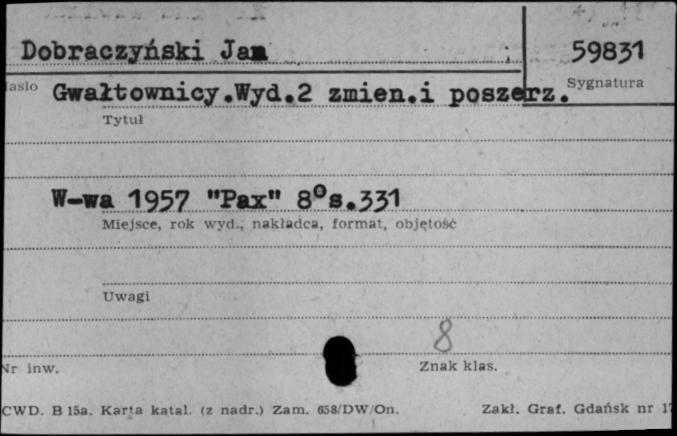 Dobraczyński Jan 59831
asło Gwałtownicy.Wyd.2 zmien.i poszerz. Sygnatura
Tytuł
W-wa 1957 "Pax" 8°s.331
Miejsce, rok wyd., nakładca, format, objętość
Uwagi
8
Nr inw. Znak klas.
CWD. B 15a. Karta katal. (z nadr.) Zam. 658/DW/On. Zakł. Graf. Gdańsk nr 17